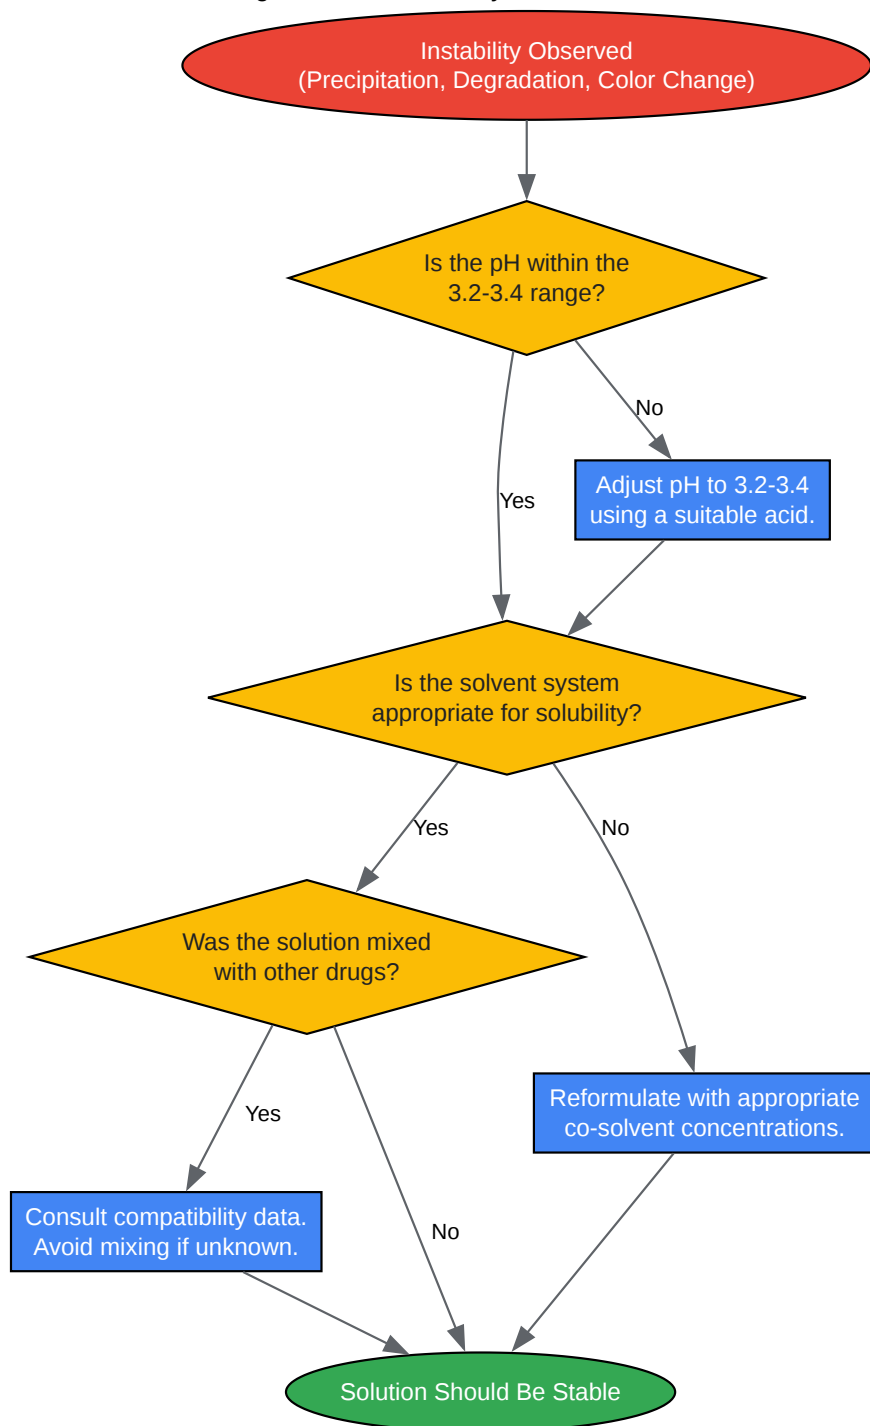 Instability Observed
(Precipitation, Degradation, Color Change)
Is the pH within the
3.2-3.4 range?
No
Yes
Adjust pH to 3.2-3.4
using a suitable acid.
Is the solvent system
appropriate for solubility?
Yes
No
Was the solution mixed
with other drugs?
Yes
No
Reformulate with appropriate
co-solvent concentrations.
Consult compatibility data.
Avoid mixing if unknown.
Solution Should Be Stable